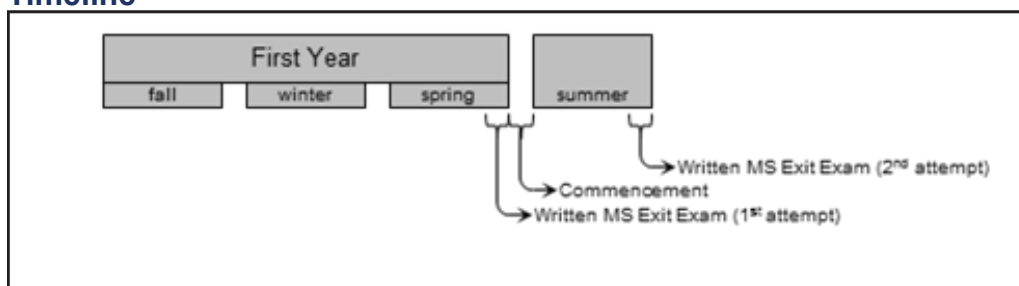 Timeline
First Year
fall winter spring summer
Written MS Exit Exam (2nd attempt)
Commencement
Written MS Exit Exam (1st attempt)